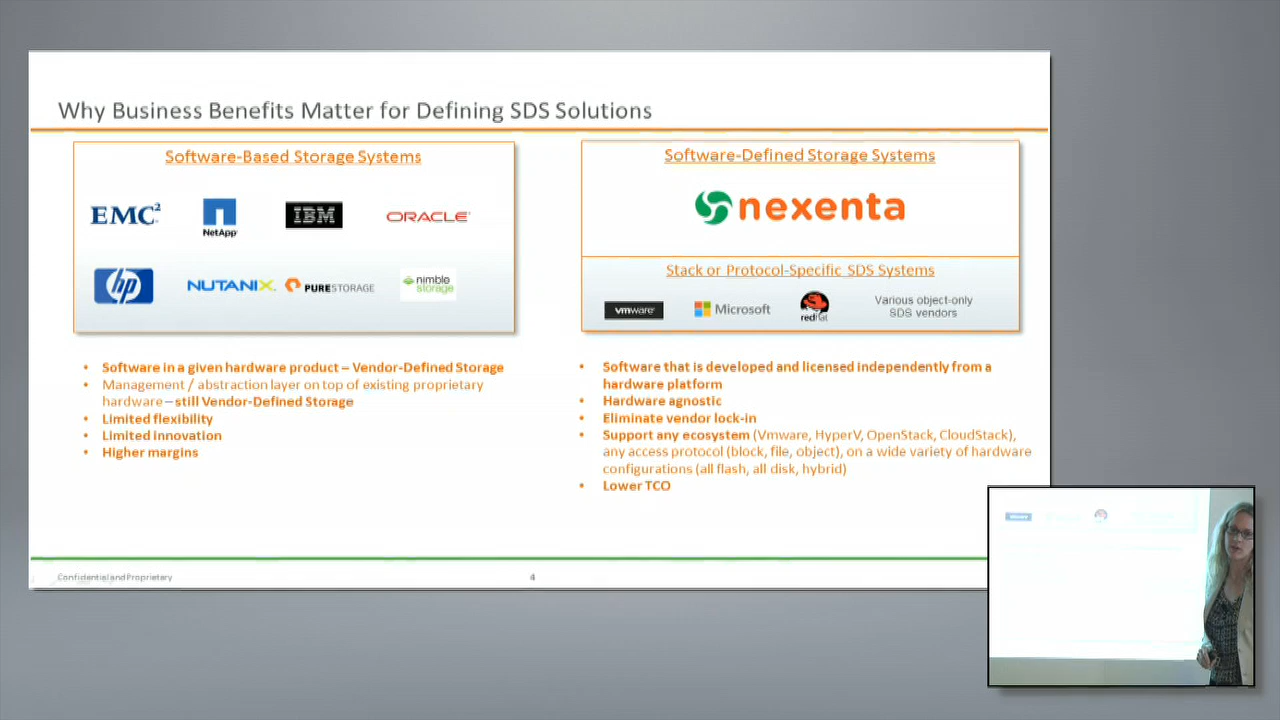 Why Business Benefits Matter for Defining SDS Solutions
Software-Based Storage Systems
EMC²
NetApp
IBM
ORACLE
hp
NUTANIX
PURESTORAGE
nimble
storage
• Software in a given hardware product – Vendor-Defined Storage
• Management / abstraction layer on top of existing proprietary
hardware – still Vendor-Defined Storage
• Limited flexibility
• Limited innovation
• Higher margins
Software-Defined Storage Systems
nexenta
Stack or Protocol-Specific SDS Systems
vmware
Microsoft
redhat
Various object-only
SDS vendors
• Software that is developed and licensed independently from a
hardware platform
• Hardware agnostic
• Eliminate vendor lock-in
• Support any ecosystem (Vmware, HyperV, OpenStack, CloudStack),
any access protocol (block, file, object), on a wide variety of hardware
configurations (all flash, all disk, hybrid)
• Lower TCO
Confidential and Proprietary
4